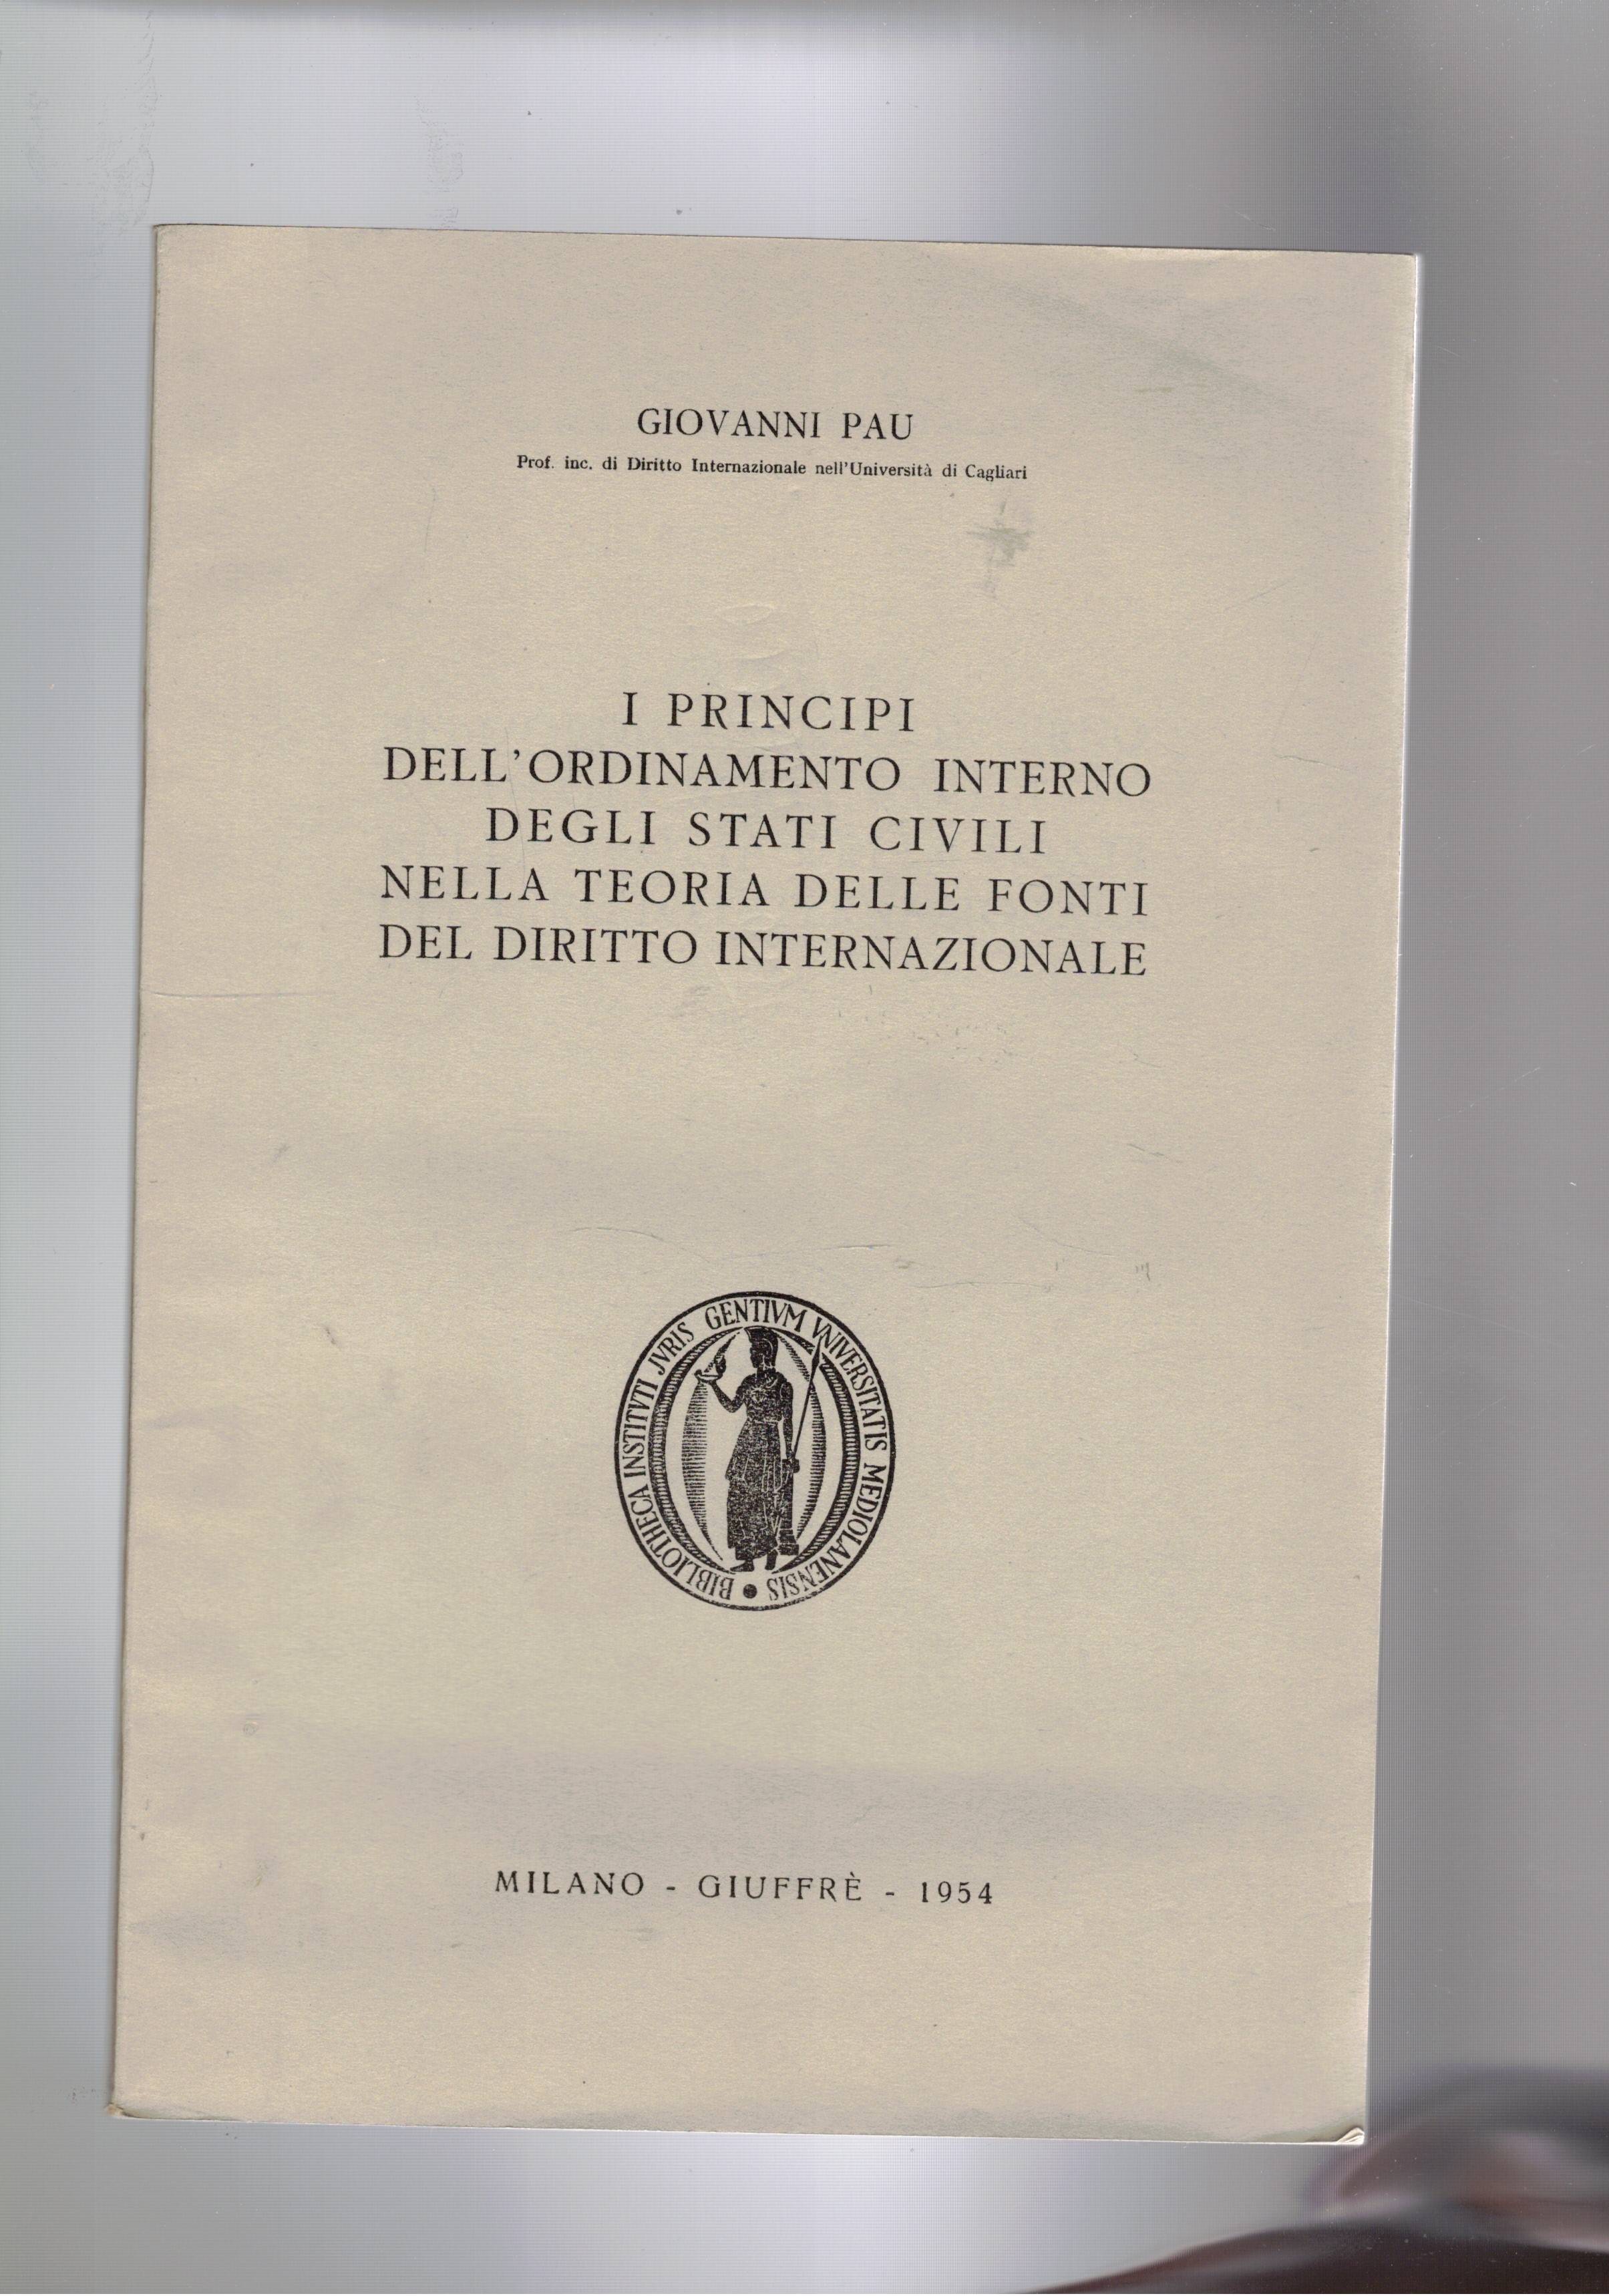 GIOVANNI PAU
Prof. inc. di Diritto Internazionale nell'Università di Cagliari
I PRINCIPI
DELL'ORDINAMENTO INTERNO
DEGLI STATI CIVILI
NELLA TEORIA DELLE FONTI
DEL DIRITTO INTERNAZIONALE
BIBLIOTHECA INSTITVTI JVRIS GENTIVM VNIVERSITATIS MEDIOLANENSIS
MILANO - GIUFFRÈ - 1954